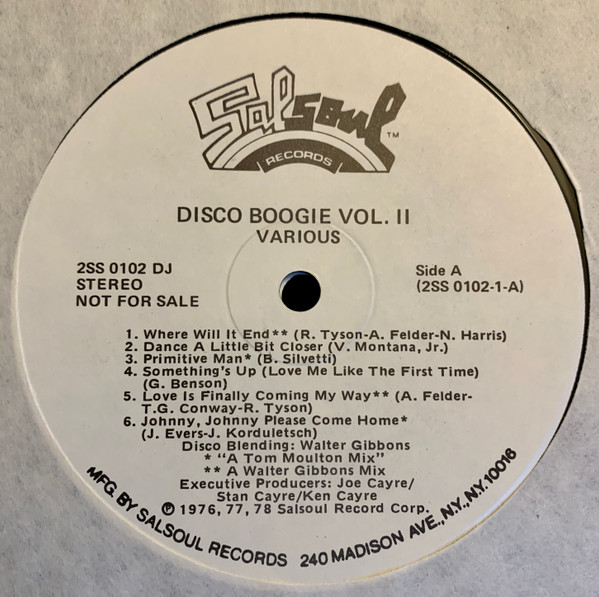 Salsoul TM
RECORDS
DISCO BOOGIE VOL. II
VARIOUS
2SS 0102 DJ
STEREO
NOT FOR SALE
Side A
(2SS 0102-1-A)
1. Where Will It End** (R. Tyson-A. Felder-N. Harris)
2. Dance A Little Bit Closer (V. Montana, Jr.)
3. Primitive Man* (B. Silvetti)
4. Something's Up (Love Me Like The First Time)
(G. Benson)
5. Love Is Finally Coming My Way** (A. Felder-
T.G. Conway-R. Tyson)
6. Johnny, Johnny Please Come Home*
(J. Evers-J. Korduletsch)
Disco Blending: Walter Gibbons
* "A Tom Moulton Mix"
** A Walter Gibbons Mix
Executive Producers: Joe Cayre/
Stan Cayre/Ken Cayre
℗ 1976, 77, 78 Salsoul Record Corp.
MFG. BY SALSOUL RECORDS 240 MADISON AVE., N.Y., N.Y. 10016